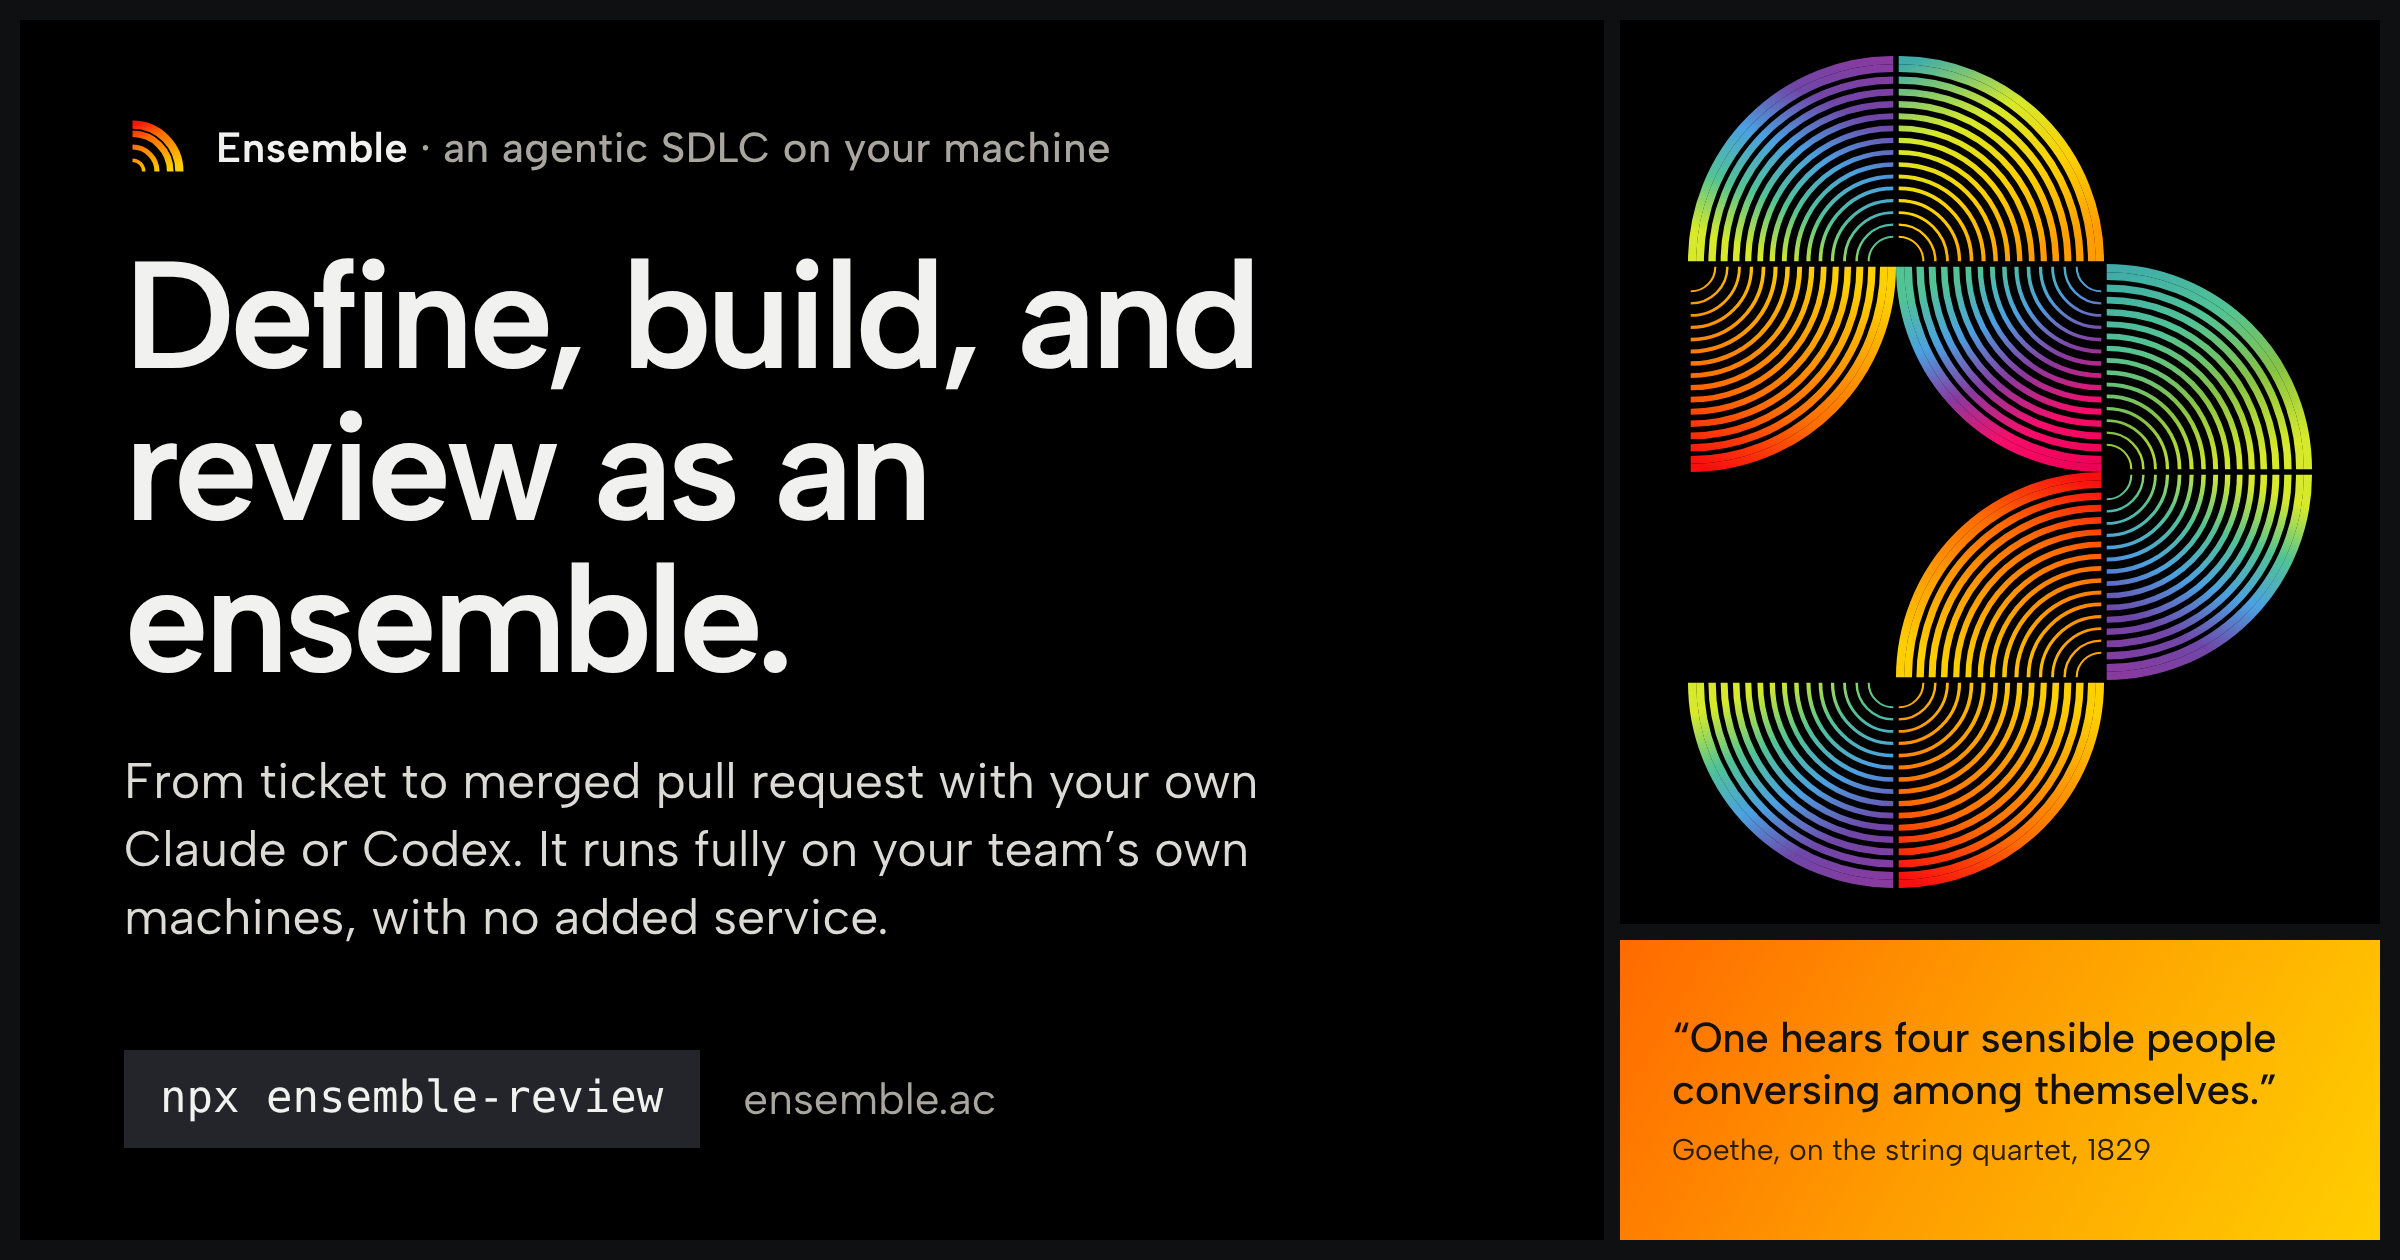 Ensemble · an agentic SDLC on your machine
Define, build, and
review as an
ensemble.
From ticket to merged pull request with your own
Claude or Codex. It runs fully on your team’s own
machines, with no added service.
npx ensemble-review
ensemble.ac
“One hears four sensible people
conversing among themselves.”
Goethe, on the string quartet, 1829